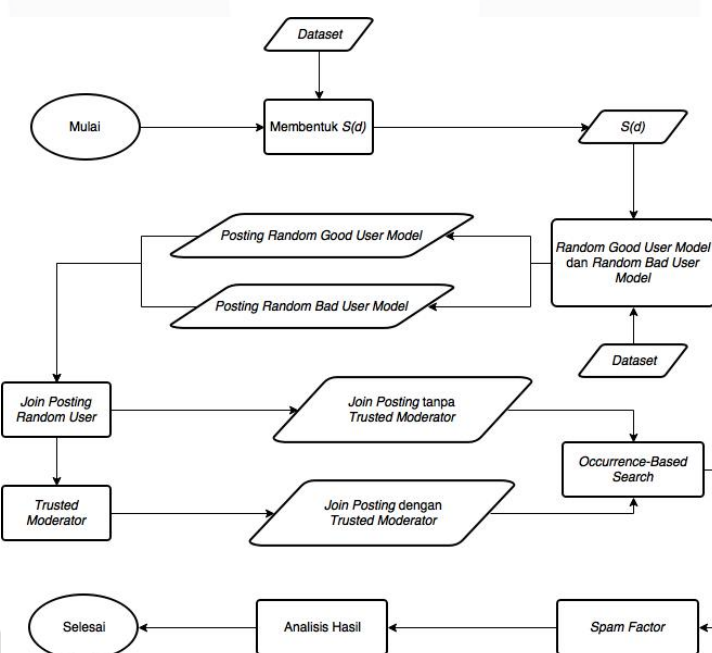 Dataset
Mulai
Membentuk S(d)
S(d)
Posting Random Good User Model
Random Good User Model
dan Random Bad User
Model
Posting Random Bad User Model
Dataset
Join Posting
Random User
Join Posting tanpa
Trusted Moderator
Occurrence-Based
Search
Trusted
Moderator
Join Posting dengan
Trusted Moderator
Selesai
Analisis Hasil
Spam Factor